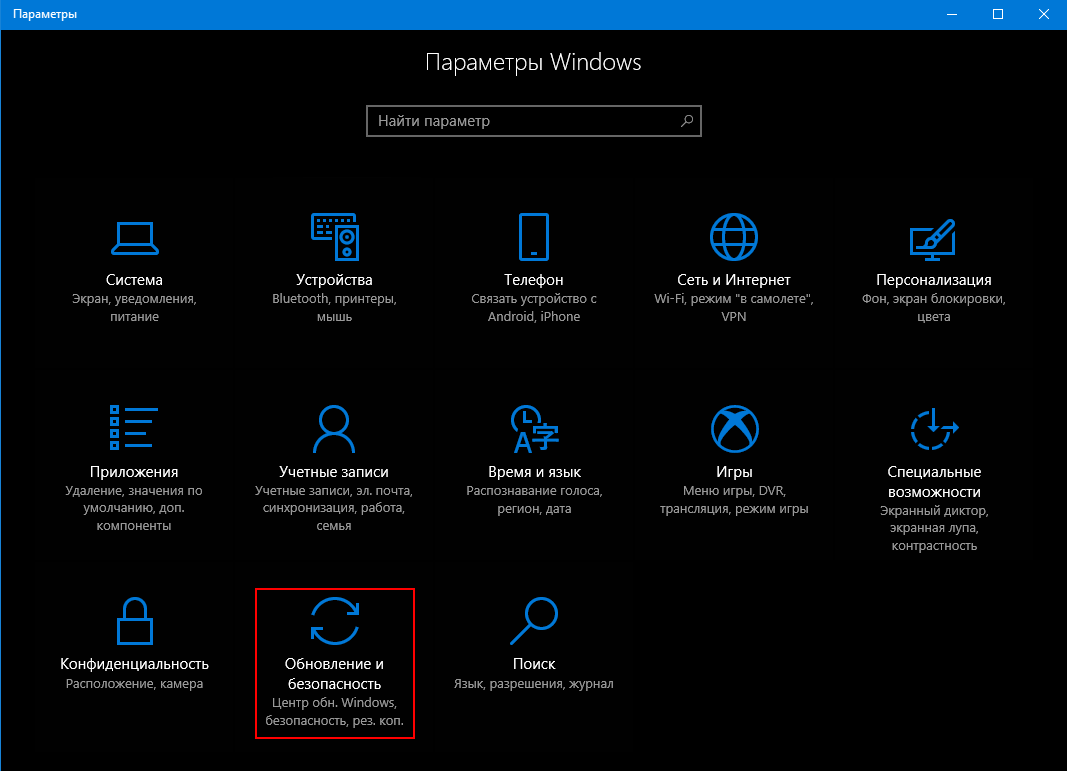 Параметры
Параметры Windows
Найти параметр
Система
Экран, уведомления,
питание
Устройства
Bluetooth, принтеры,
мышь
Телефон
Связать устройство с
Android, iPhone
Сеть и Интернет
Wi-Fi, режим "в самолете",
VPN
Персонализация
Фон, экран блокировки,
цвета
Приложения
Удаление, значения по
умолчанию, доп.
компоненты
Учетные записи
Учетные записи, эл. почта,
синхронизация, работа,
семья
Время и язык
Распознавание голоса,
регион, дата
Игры
Меню игры, DVR,
трансляция, режим игры
Специальные
возможности
Экранный диктор,
экранная лупа,
контрастность
Конфиденциальность
Расположение, камера
Обновление и
безопасность
Центр обн. Windows,
безопасность, рез. коп.
Поиск
Язык, разрешения, журнал